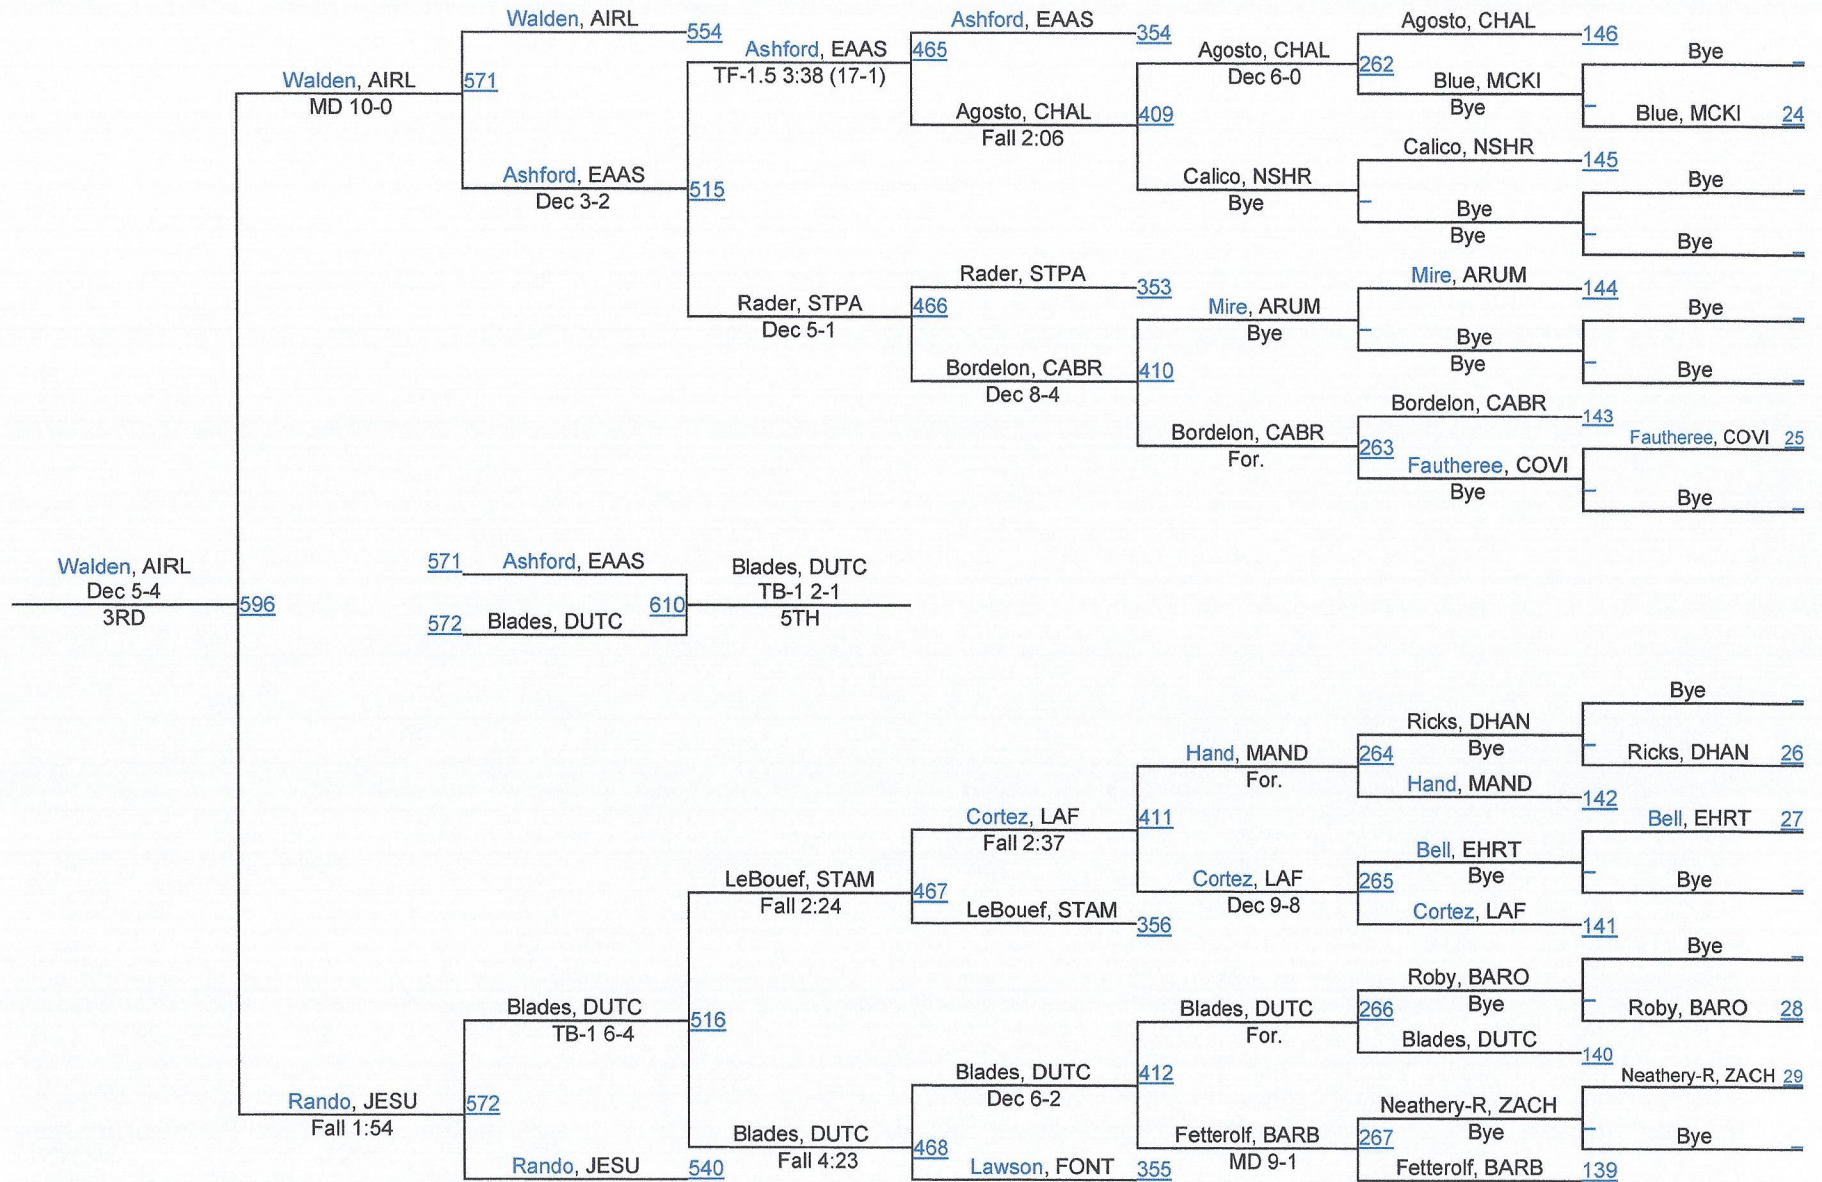 Walden, AIRL
554
Ashford, EAAS
354
Agosto, CHAL
146
Bye
Ashford, EAAS
465
TF-1.5 3:38 (17-1)
Agosto, CHAL
262
Dec 6-0
Blue, MCKI
Bye
Blue, MCKI 24
Walden, AIRL
571
MD 10-0
Agosto, CHAL
409
Fall 2:06
Calico, NSHR
145
Bye
Ashford, EAAS
515
Dec 3-2
Calico, NSHR
Bye
Bye
Bye
Bye
Rader, STPA
353
Mire, ARUM
144
Bye
Rader, STPA
466
Dec 5-1
Mire, ARUM
Bye
Bye
Bye
Bye
Bordelon, CABR
410
Dec 8-4
Bordelon, CABR
143
Fautheree, COVI 25
Bordelon, CABR
263
For.
Fautheree, COVI
Bye
Bye
Walden, AIRL
Dec 5-4
596
3RD
571 Ashford, EAAS
610
572 Blades, DUTC
Blades, DUTC
TB-1 2-1
5TH
Bye
Ricks, DHAN
Bye
Ricks, DHAN 26
Hand, MAND
264
For.
Hand, MAND
142
Cortez, LAF
411
Fall 2:37
Bell, EHRT 27
Bell, EHRT
Bye
Bye
LeBouef, STAM
467
Fall 2:24
Cortez, LAF
265
Dec 9-8
LeBouef, STAM
356
Cortez, LAF
141
Bye
Roby, BARO
Bye
Roby, BARO 28
Blades, DUTC
516
TB-1 6-4
Blades, DUTC
266
For.
Blades, DUTC
140
Blades, DUTC
412
Dec 6-2
Neathery-R, ZACH 29
Rando, JESU
572
Fall 1:54
Neathery-R, ZACH
Bye
Bye
Blades, DUTC
468
Fall 4:23
Fetterolf, BARB
267
MD 9-1
Rando, JESU
540
Lawson, FONT
355
Fetterolf, BARB
139